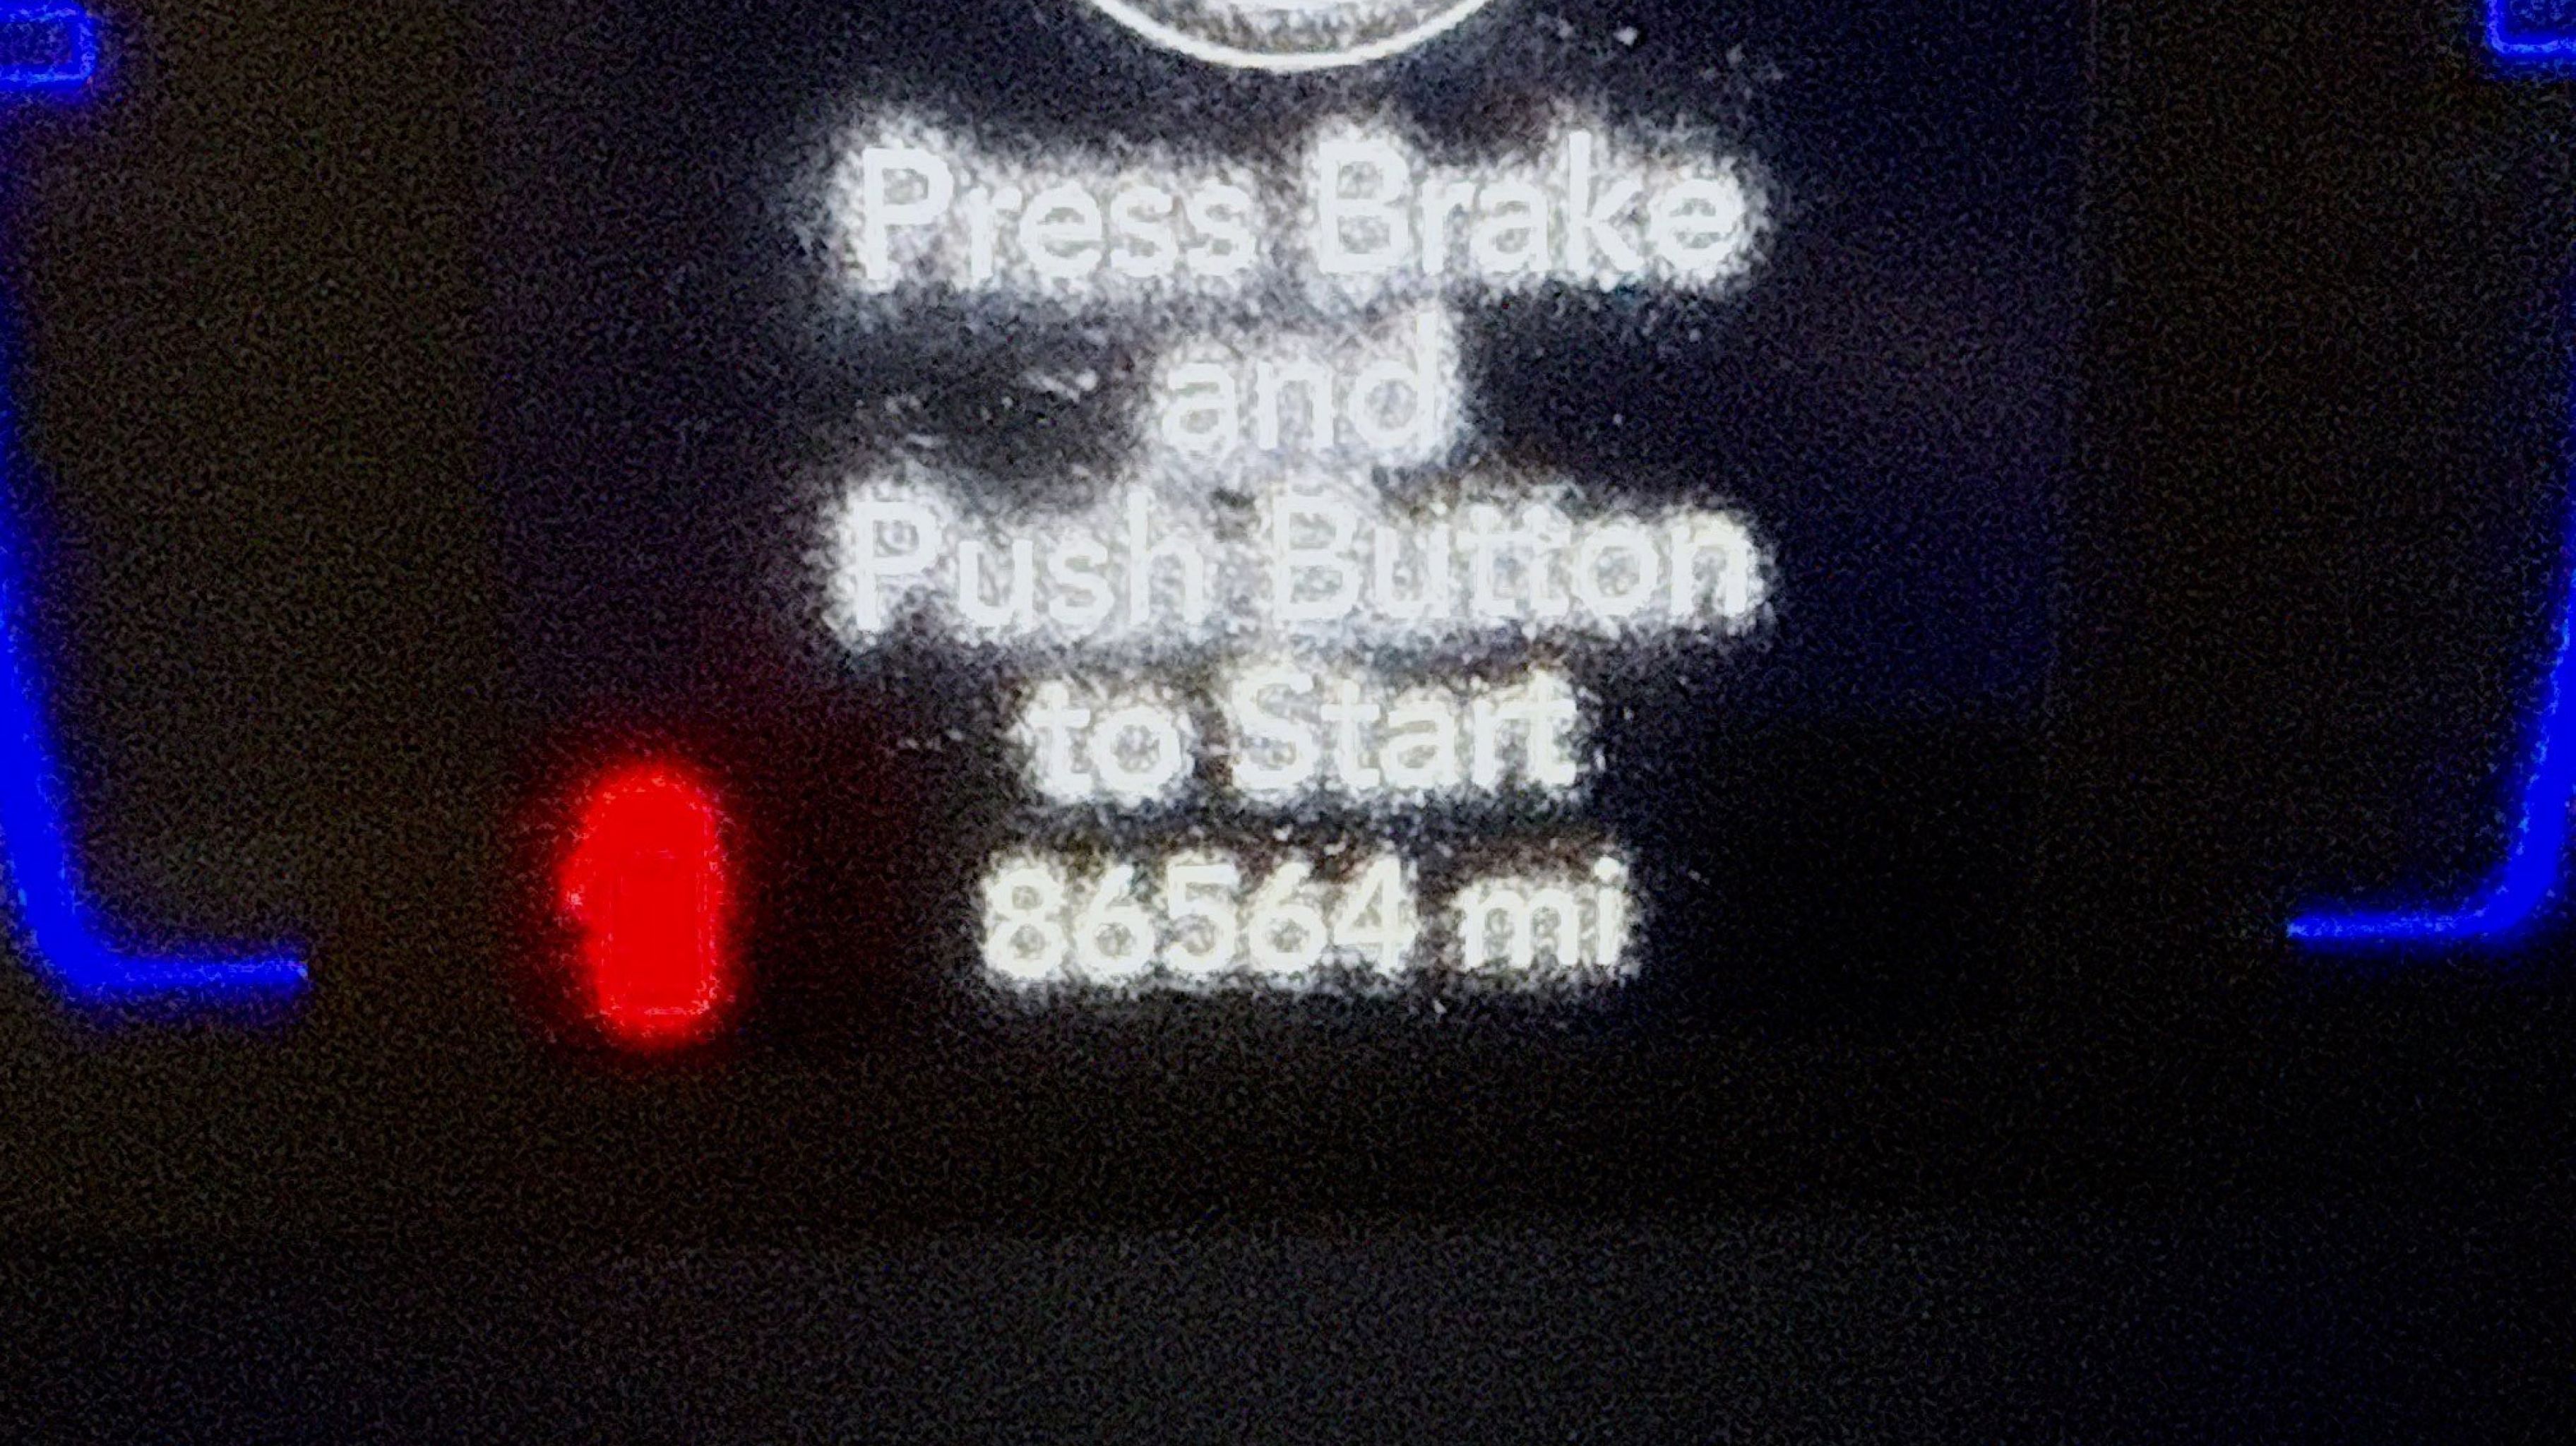 Press Brake
and
Push Button
to Start
86564 mi